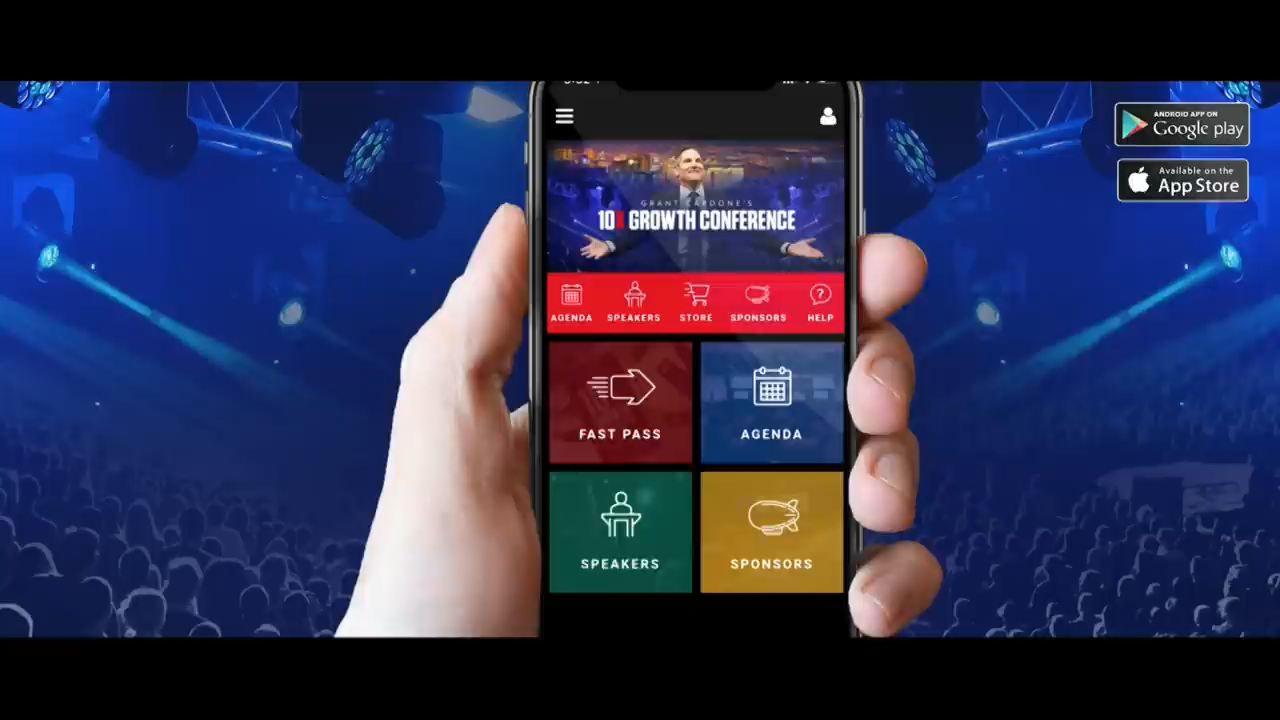 ANDROID APP ON
Google play
Available on the
App Store
GRANT CARDONE'S
10X GROWTH CONFERENCE
AGENDA
SPEAKERS
STORE
SPONSORS
HELP
FAST PASS
AGENDA
SPEAKERS
SPONSORS